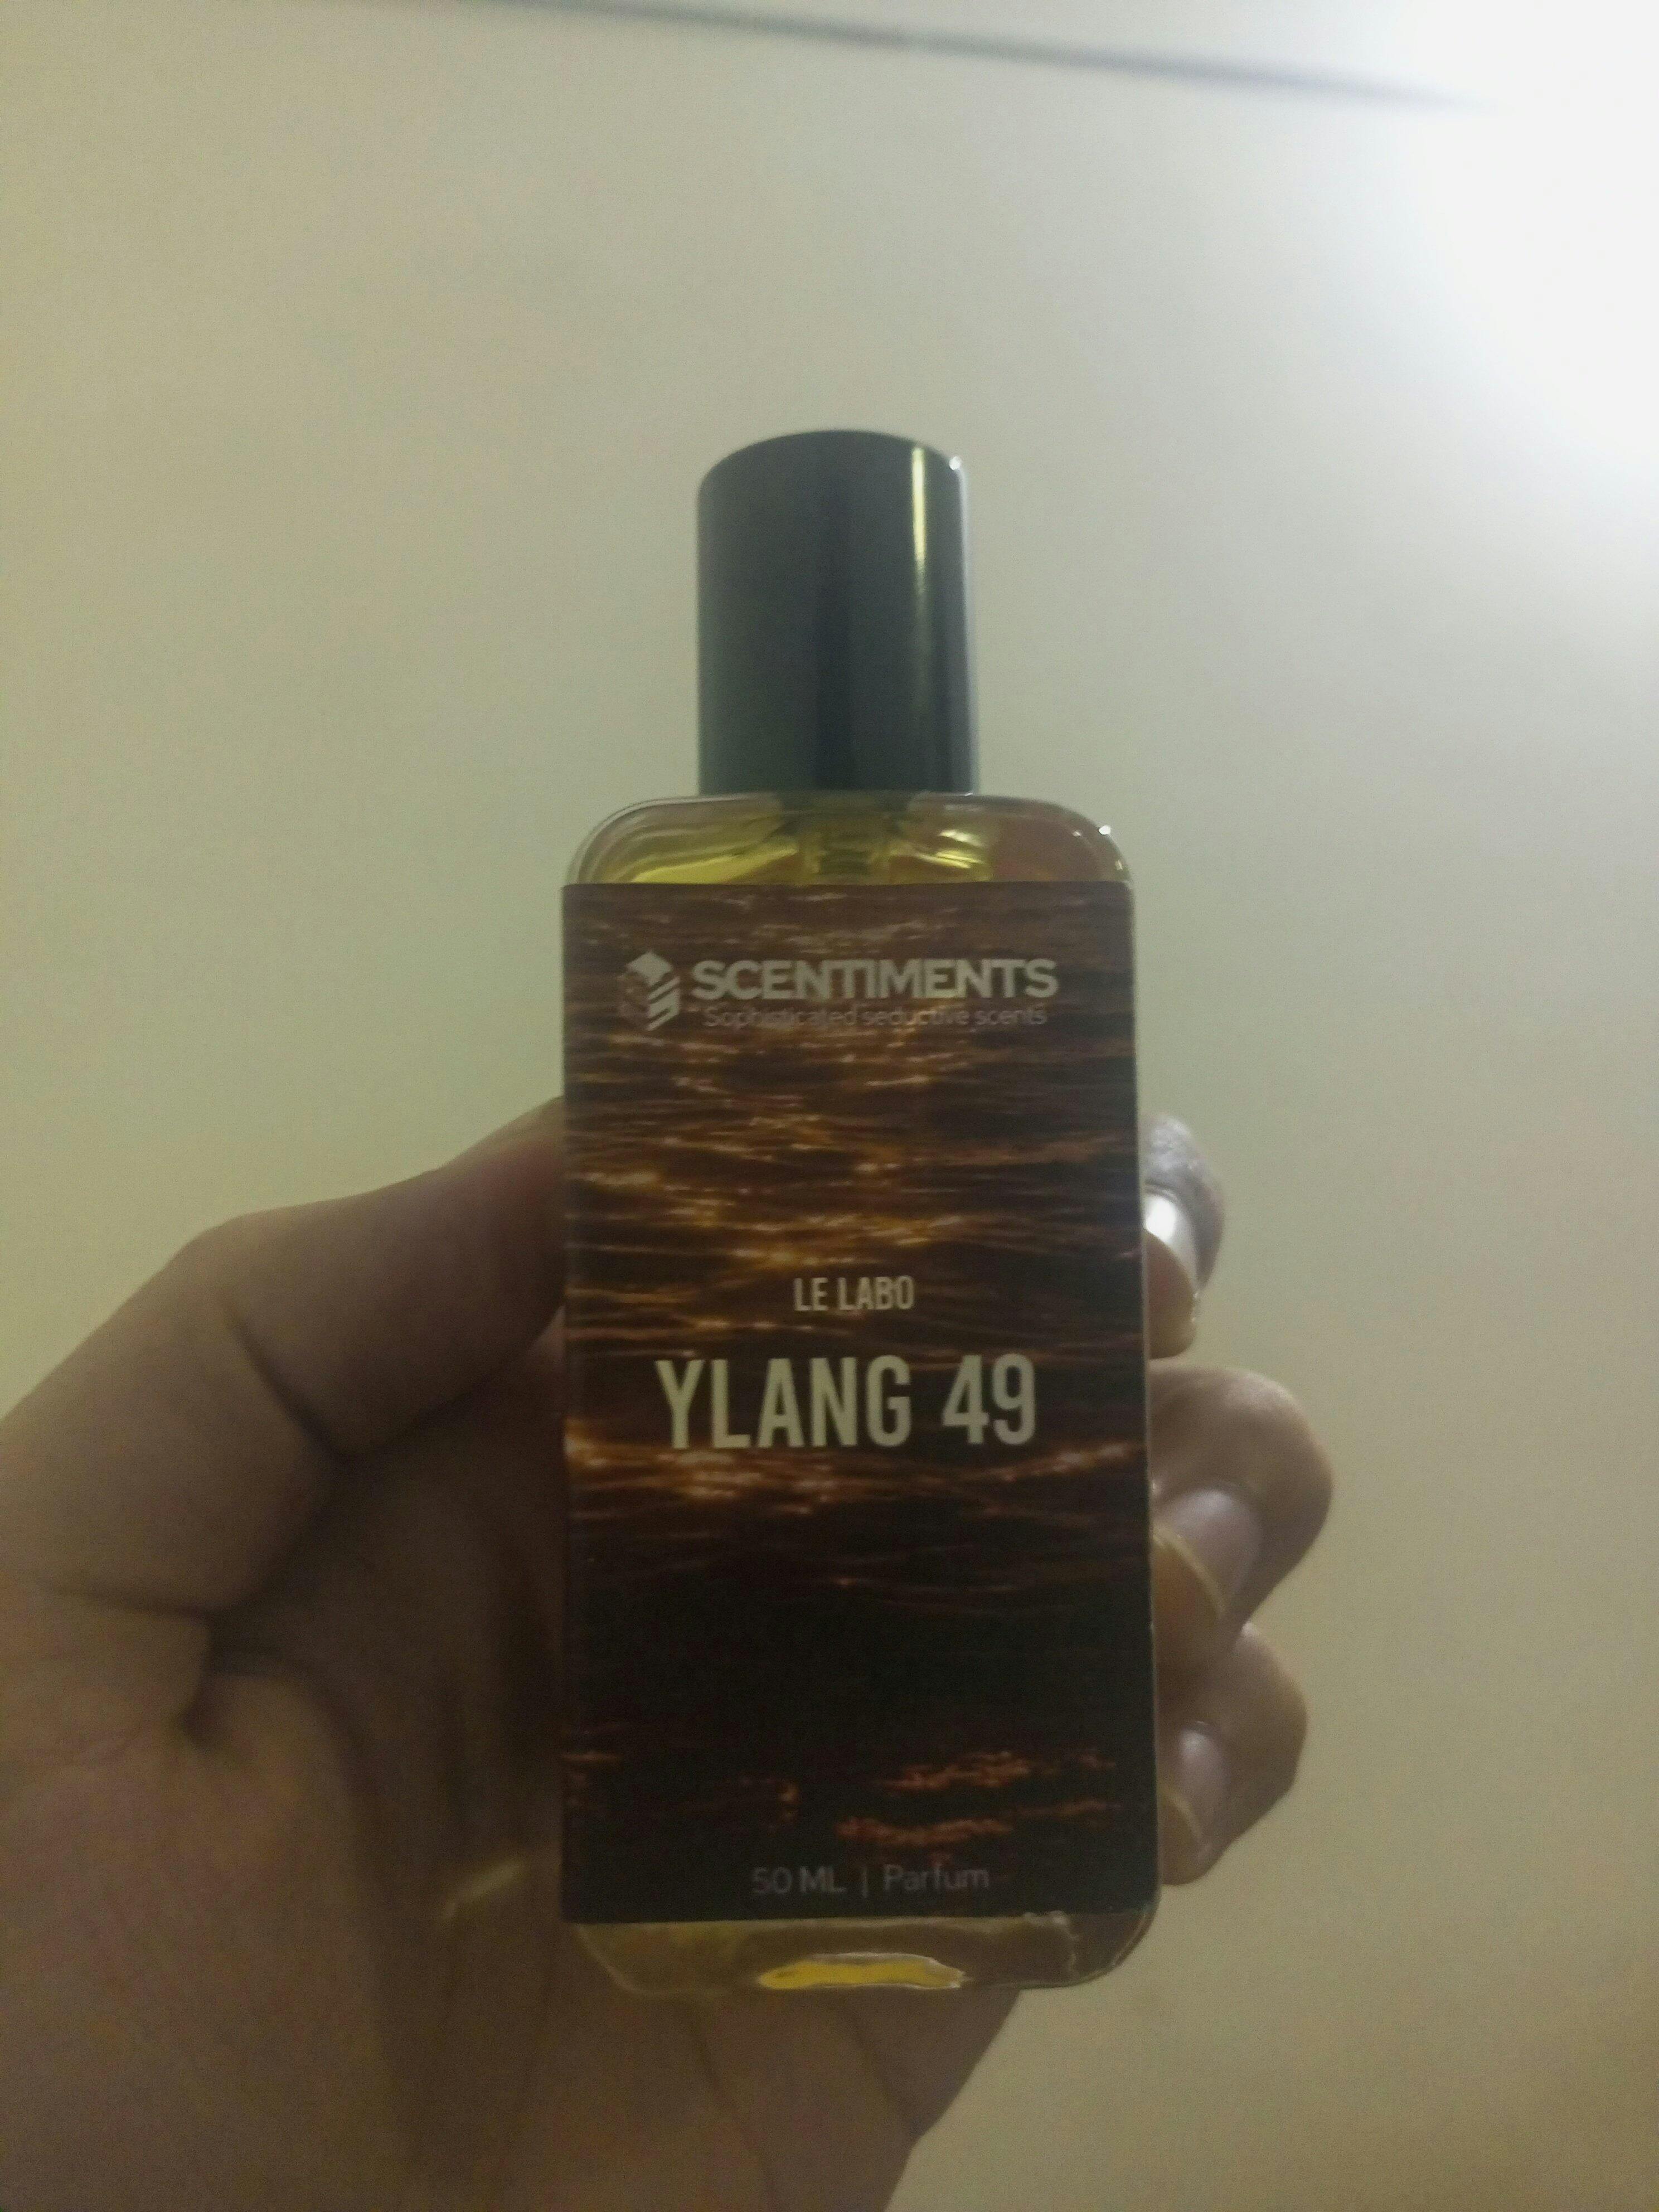 SCENTIMENTS
Sophisticated seductive scents
LE LABO
YLANG 49
50 ML | Parfum